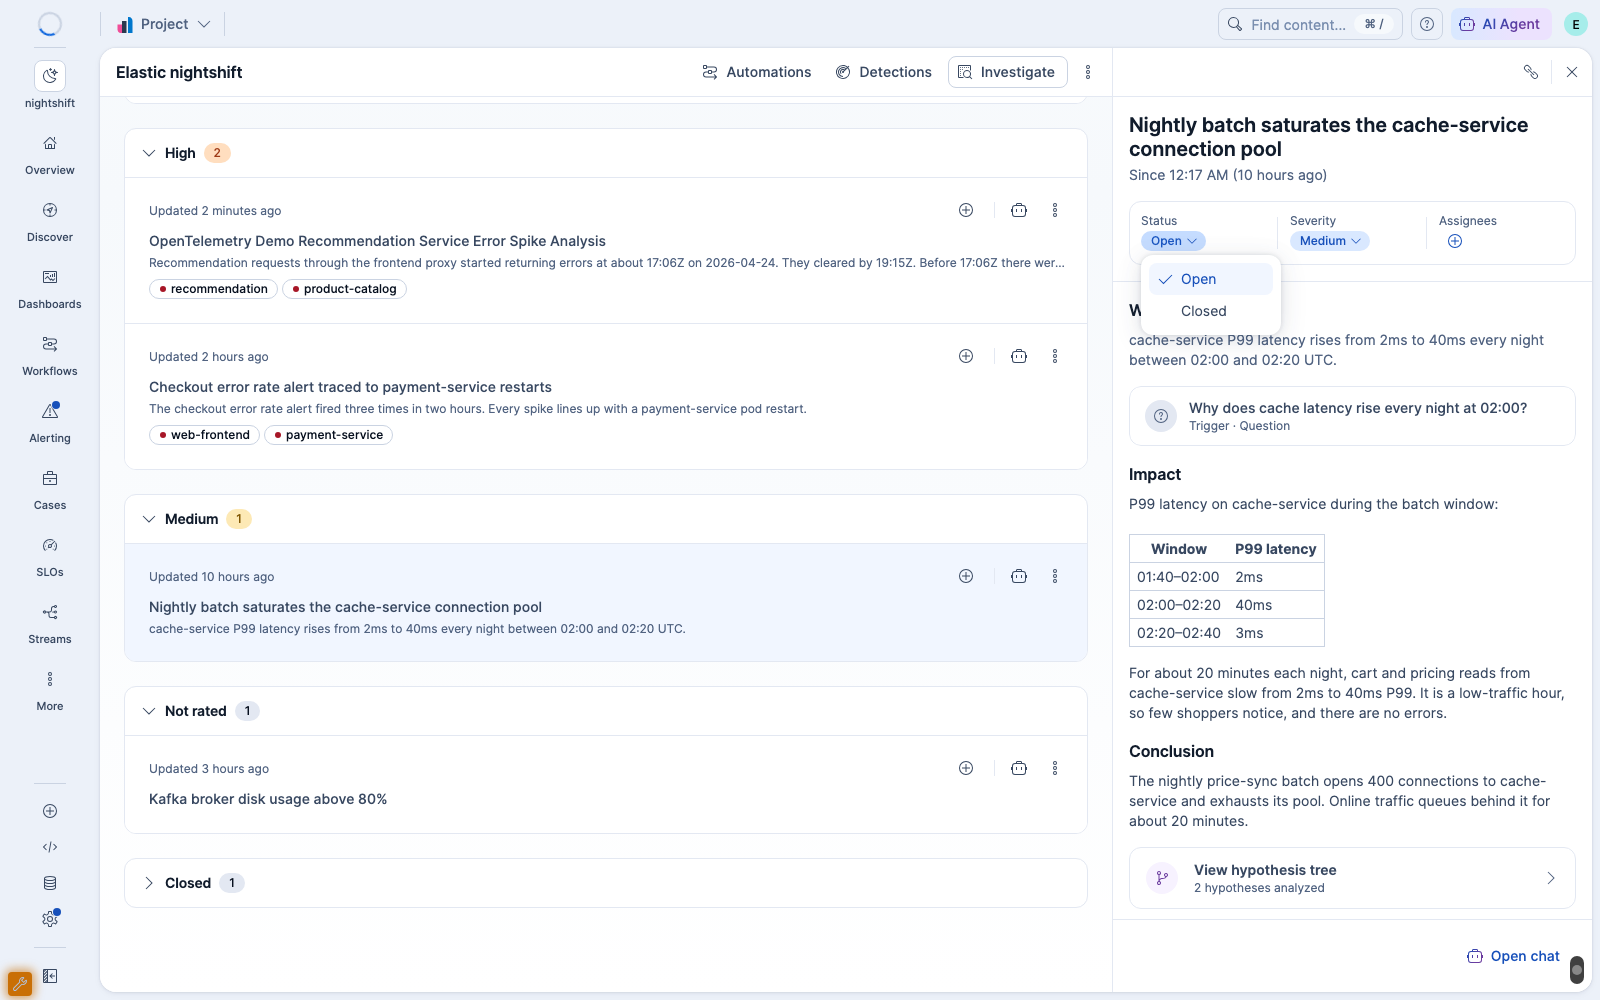 Project
Find content...
⌘ /
AI Agent
E
nightshift
Overview
Discover
Dashboards
Workflows
Alerting
Cases
SLOs
Streams
More
Elastic nightshift
Automations
Detections
Investigate
High 2
Updated 2 minutes ago
OpenTelemetry Demo Recommendation Service Error Spike Analysis
Recommendation requests through the frontend proxy started returning errors at about 17:06Z on 2026-04-24. They cleared by 19:15Z. Before 17:06Z there wer...
recommendation
product-catalog
Updated 2 hours ago
Checkout error rate alert traced to payment-service restarts
The checkout error rate alert fired three times in two hours. Every spike lines up with a payment-service pod restart.
web-frontend
payment-service
Medium 1
Updated 10 hours ago
Nightly batch saturates the cache-service connection pool
cache-service P99 latency rises from 2ms to 40ms every night between 02:00 and 02:20 UTC.
Not rated 1
Updated 3 hours ago
Kafka broker disk usage above 80%
Closed 1
Nightly batch saturates the cache-service
connection pool
Since 12:17 AM (10 hours ago)
Status
Open
Severity
Medium
Assignees
Open
Closed
cache-service P99 latency rises from 2ms to 40ms every night
between 02:00 and 02:20 UTC.
Why does cache latency rise every night at 02:00?
Trigger · Question
Impact
P99 latency on cache-service during the batch window:
Window P99 latency
01:40–02:00 2ms
02:00–02:20 40ms
02:20–02:40 3ms
For about 20 minutes each night, cart and pricing reads from
cache-service slow from 2ms to 40ms P99. It is a low-traffic hour,
so few shoppers notice, and there are no errors.
Conclusion
The nightly price-sync batch opens 400 connections to cache-
service and exhausts its pool. Online traffic queues behind it for
about 20 minutes.
View hypothesis tree
2 hypotheses analyzed
Open chat